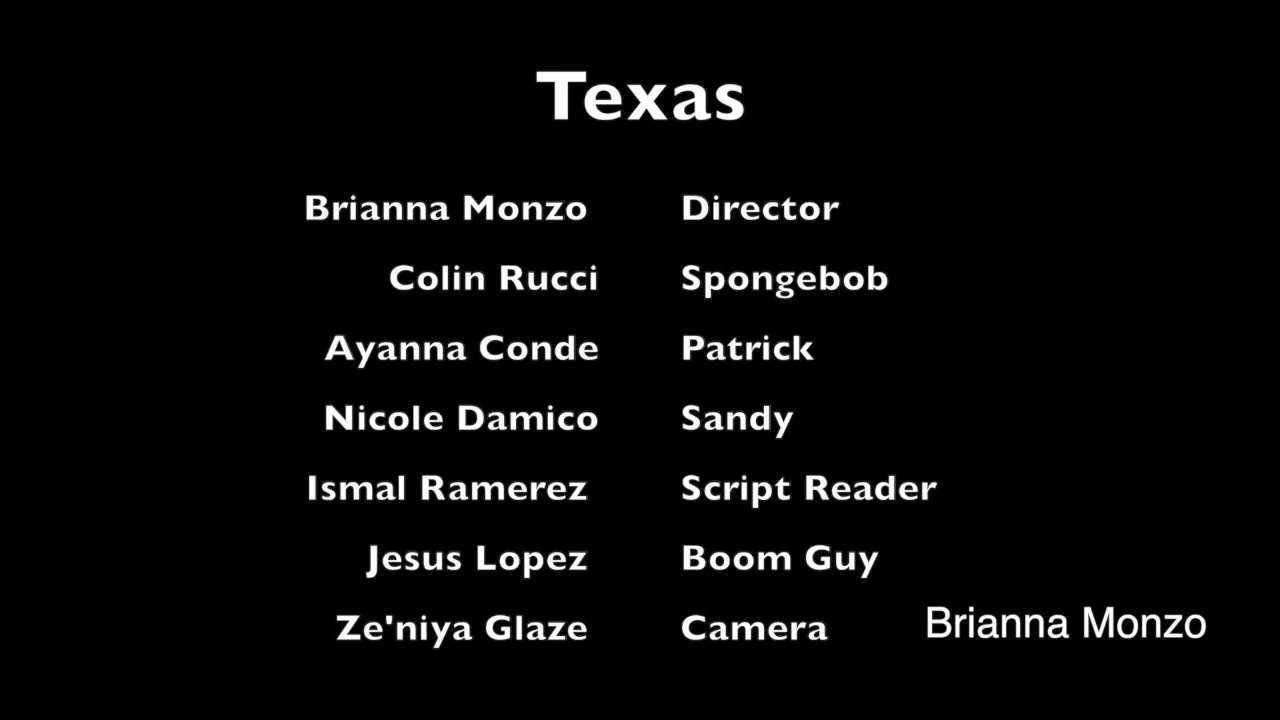 Texas
Brianna Monzo Director
Colin Rucci Spongebob
Ayanna Conde Patrick
Nicole Damico Sandy
Ismal Ramerez Script Reader
Jesus Lopez Boom Guy
Ze'niya Glaze Camera
Brianna Monzo